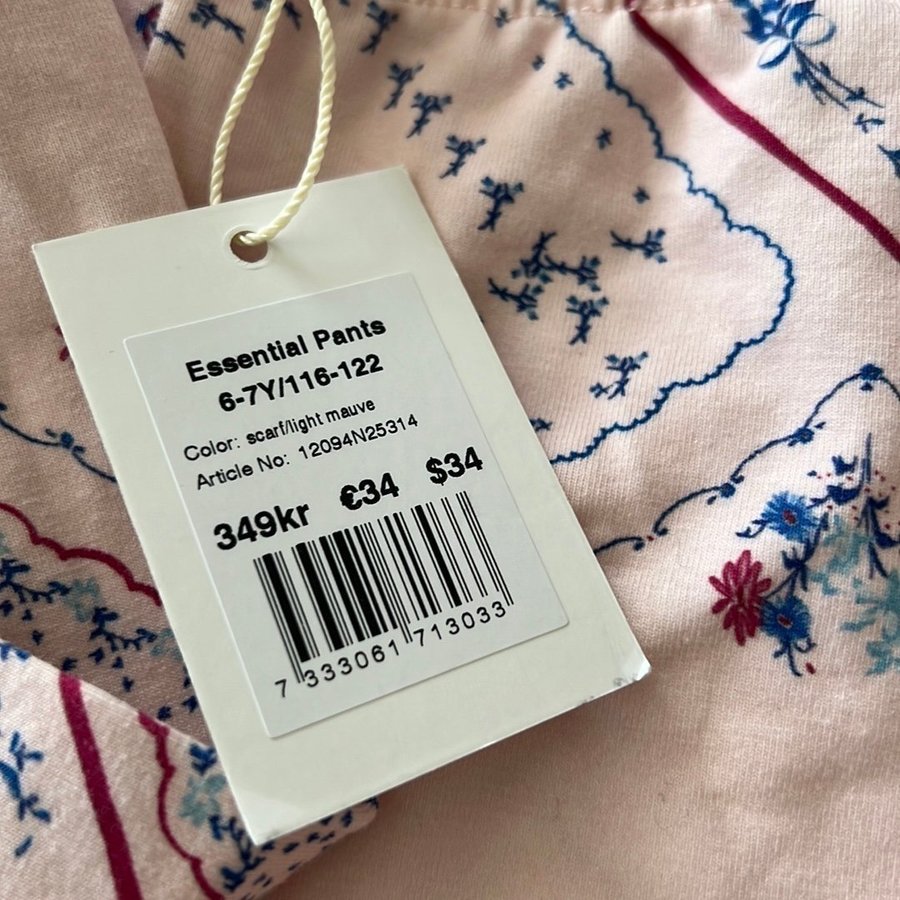 Essential Pants
6-7Y/116-122
Color: scarf/light mauve
Article No: 12094N25314
349kr €34 $34
7 333061 713033